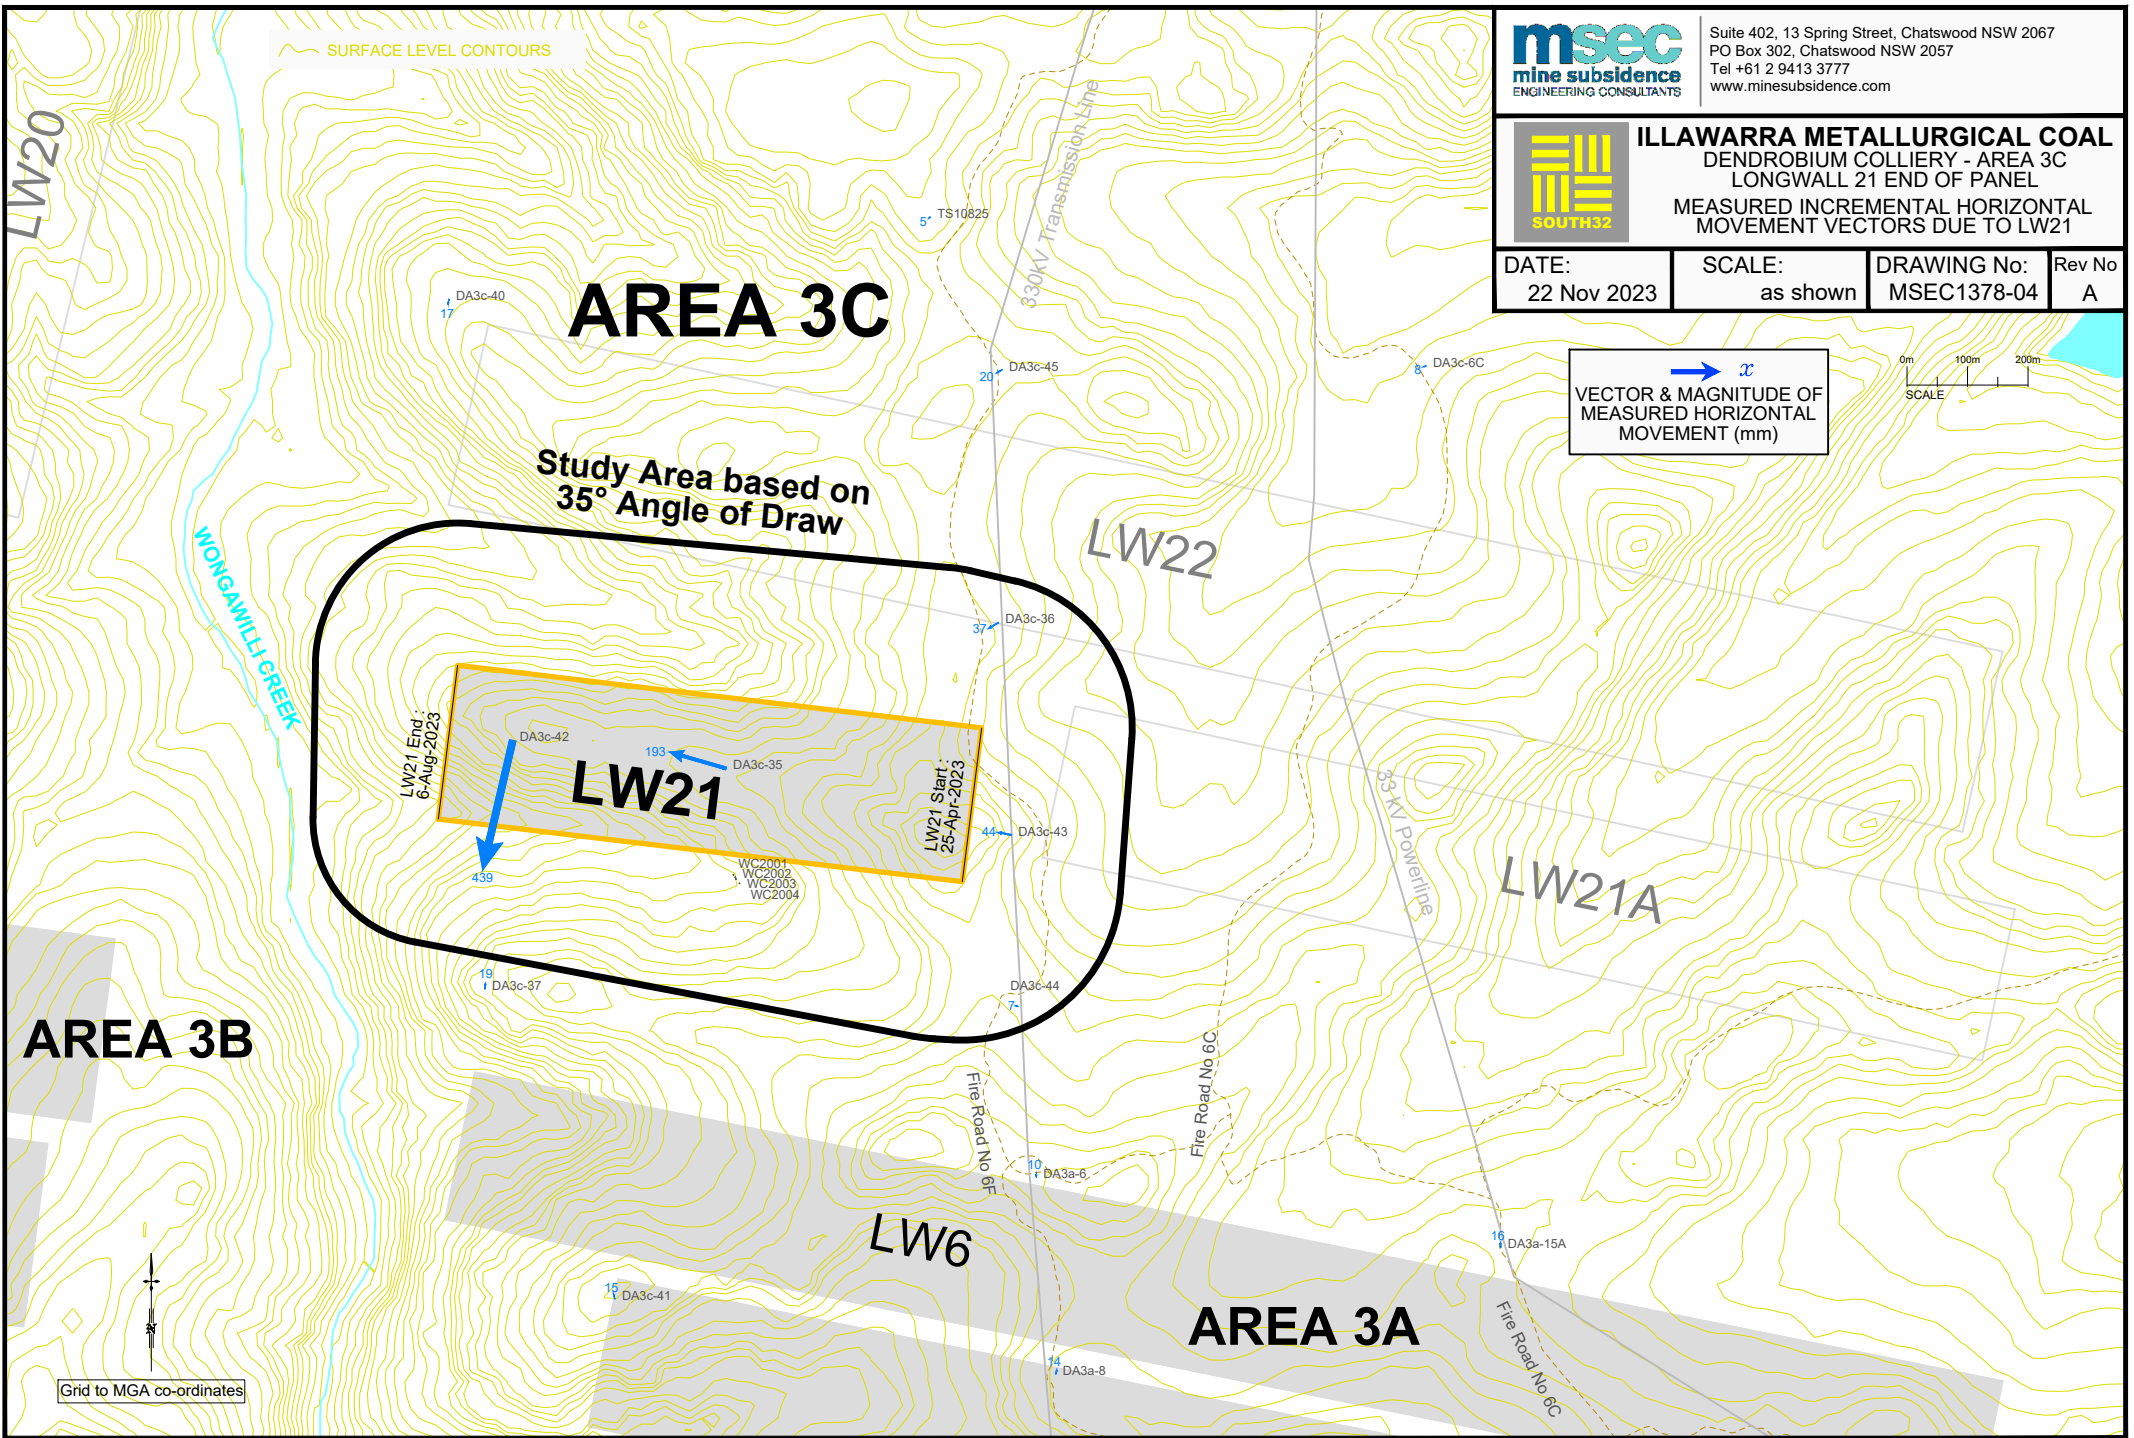 SURFACE LEVEL CONTOURS
msec
mine subsidence
ENGINEERING CONSULTANTS
Suite 402, 13 Spring Street, Chatswood NSW 2067
PO Box 302, Chatswood NSW 2057
Tel +61 2 9413 3777
www.minesubsidence.com
SOUTH32
ILLAWARRA METALLURGICAL COAL
DENDROBIUM COLLIERY - AREA 3C
LONGWALL 21 END OF PANEL
MEASURED INCREMENTAL HORIZONTAL
MOVEMENT VECTORS DUE TO LW21
DATE:
22 Nov 2023
SCALE:
as shown
DRAWING No:
MSEC1378-04
Rev No
A
x
VECTOR & MAGNITUDE OF
MEASURED HORIZONTAL
MOVEMENT (mm)
0m 100m 200m
SCALE
LW20
330kV Transmission Line
5 TS10825
DA3c-40
17
AREA 3C
DA3c-45
20
8 DA3c-6C
Study Area based on
35° Angle of Draw
WONGAWILLI CREEK
LW22
DA3c-36
37
LW21 End :
6-Aug-2023
DA3c-42
439
193
DA3c-35
LW21
LW21 Start :
25-Apr-2023
44 DA3c-43
WC2001
WC2002
WC2003
WC2004
33 kV Powerline
LW21A
19
DA3c-37
DA3c-44
7
AREA 3B
Fire Road No 6F
Fire Road No 6C
10
DA3a-6
LW6
16
DA3a-15A
15
DA3c-41
AREA 3A
Fire Road No 6C
14
DA3a-8
N
Grid to MGA co-ordinates